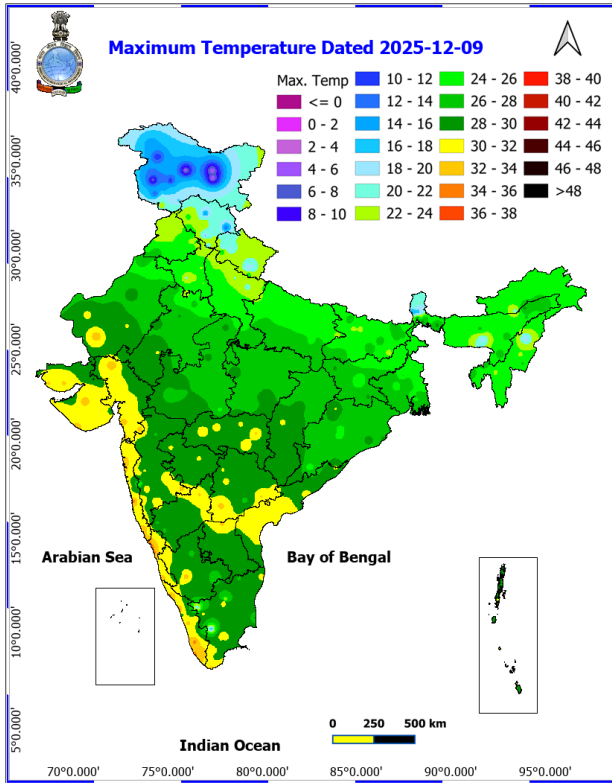 Maximum Temperature Dated 2025-12-09
Max. Temp
<= 0
0 - 2
2 - 4
4 - 6
6 - 8
8 - 10
10 - 12
12 - 14
14 - 16
16 - 18
18 - 20
20 - 22
22 - 24
24 - 26
26 - 28
28 - 30
30 - 32
32 - 34
34 - 36
36 - 38
38 - 40
40 - 42
42 - 44
44 - 46
46 - 48
>48
40°0.000'
35°0.000'
30°0.000'
25°0.000'
20°0.000'
15°0.000'
10°0.000'
5°0.000'
Arabian Sea
Bay of Bengal
Indian Ocean
0 250 500 km
70°0.000' 75°0.000' 80°0.000' 85°0.000' 90°0.000' 95°0.000'